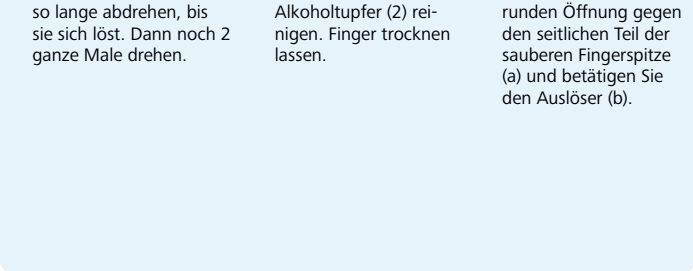 so lange abdrehen, bis
sie sich löst. Dann noch 2
ganze Male drehen.
Alkoholtupfer (2) rei-
nigen. Finger trocknen
lassen.
runden Öffnung gegen
den seitlichen Teil der
sauberen Fingerspitze
(a) und betätigen Sie
den Auslöser (b).